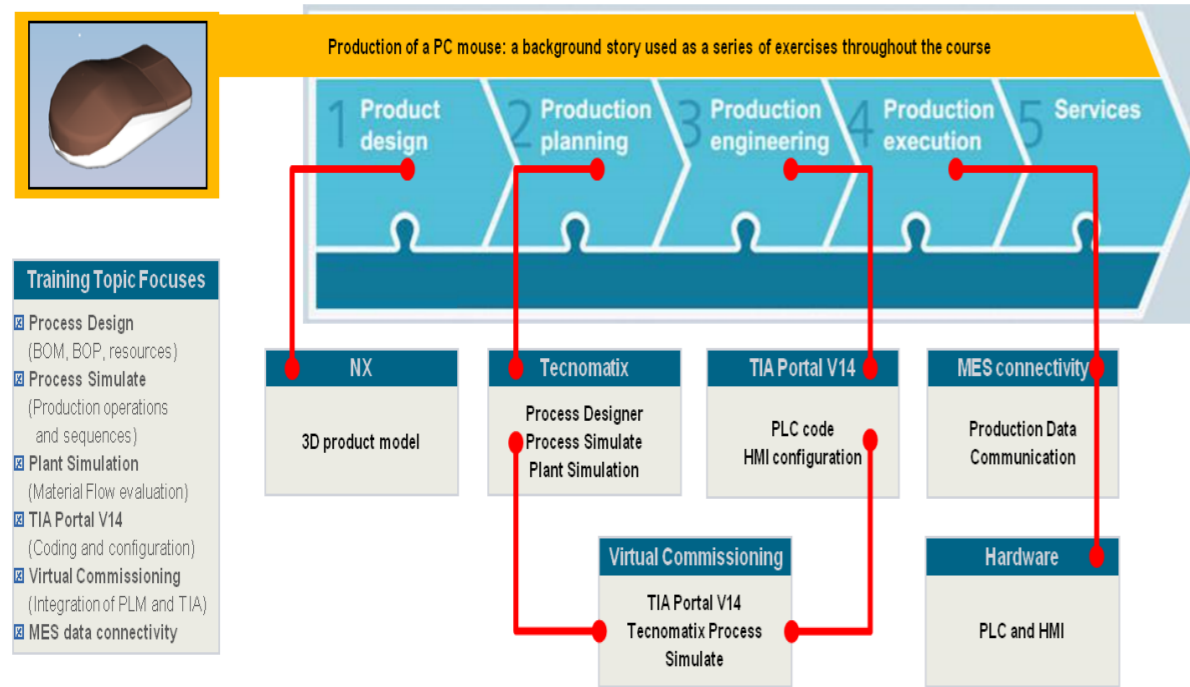 Production of a PC mouse: a background story used as a series of exercises throughout the course
1 Product
design
2 Production
planning
3 Production
engineering
4 Production
execution
5 Services
Training Topic Focuses
Process Design
(BOM, BOP, resources)
Process Simulate
(Production operations
and sequences)
Plant Simulation
(Material Flow evaluation)
TIA Portal V14
(Coding and configuration)
Virtual Commissioning
(Integration of PLM and TIA)
MES data connectivity
NX
3D product model
Tecnomatix
Process Designer
Process Simulate
Plant Simulation
TIA Portal V14
PLC code
HMI configuration
MES connectivity
Production Data
Communication
Virtual Commissioning
TIA Portal V14
Tecnomatix Process
Simulate
Hardware
PLC and HMI